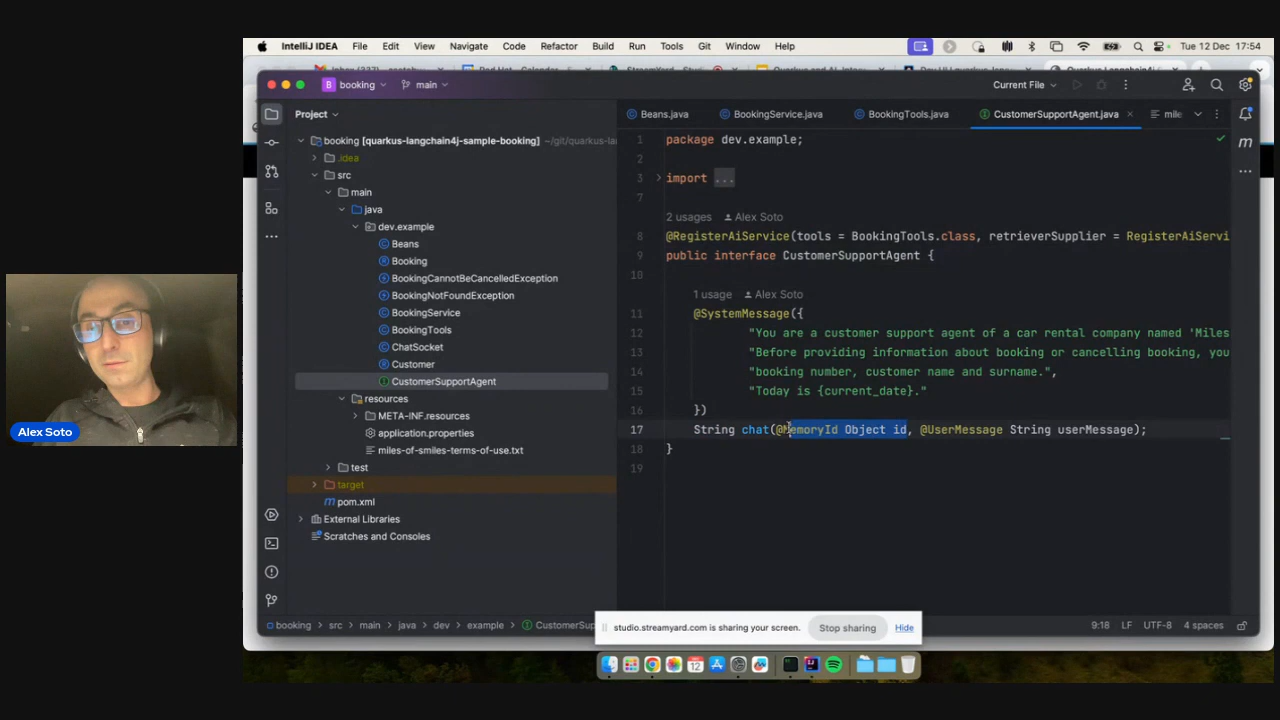 IntelliJ IDEA File Edit View Navigate Code Refactor Build Run Tools Git Window Help Tue 12 Dec 17:54
B booking main Current File
Project
Beans.java BookingService.java BookingTools.java CustomerSupportAgent.java mile
booking [quarkus-langchain4j-sample-booking] ~/git/quarkus-la
.idea
src
main
java
dev.example
Beans
Booking
BookingCannotBeCancelledException
BookingNotFoundException
BookingService
BookingTools
ChatSocket
Customer
CustomerSupportAgent
resources
META-INF.resources
application.properties
miles-of-smiles-terms-of-use.txt
test
target
pom.xml
External Libraries
Scratches and Consoles
1 package dev.example;
2
3 import ...
7
2 usages Alex Soto
8 @RegisterAiService(tools = BookingTools.class, retrieverSupplier = RegisterAiServi
9 public interface CustomerSupportAgent {
10
1 usage Alex Soto
11 @SystemMessage({
12 "You are a customer support agent of a car rental company named 'Miles
13 "Before providing information about booking or cancelling booking, you
14 "booking number, customer name and surname.",
15 "Today is {current_date}."
16 })
17 String chat(@MemoryId Object id, @UserMessage String userMessage);
18 }
19
Alex Soto
booking src main java dev example CustomerSup 9:18 LF UTF-8 4 spaces
studio.streamyard.com is sharing your screen. Stop sharing Hide